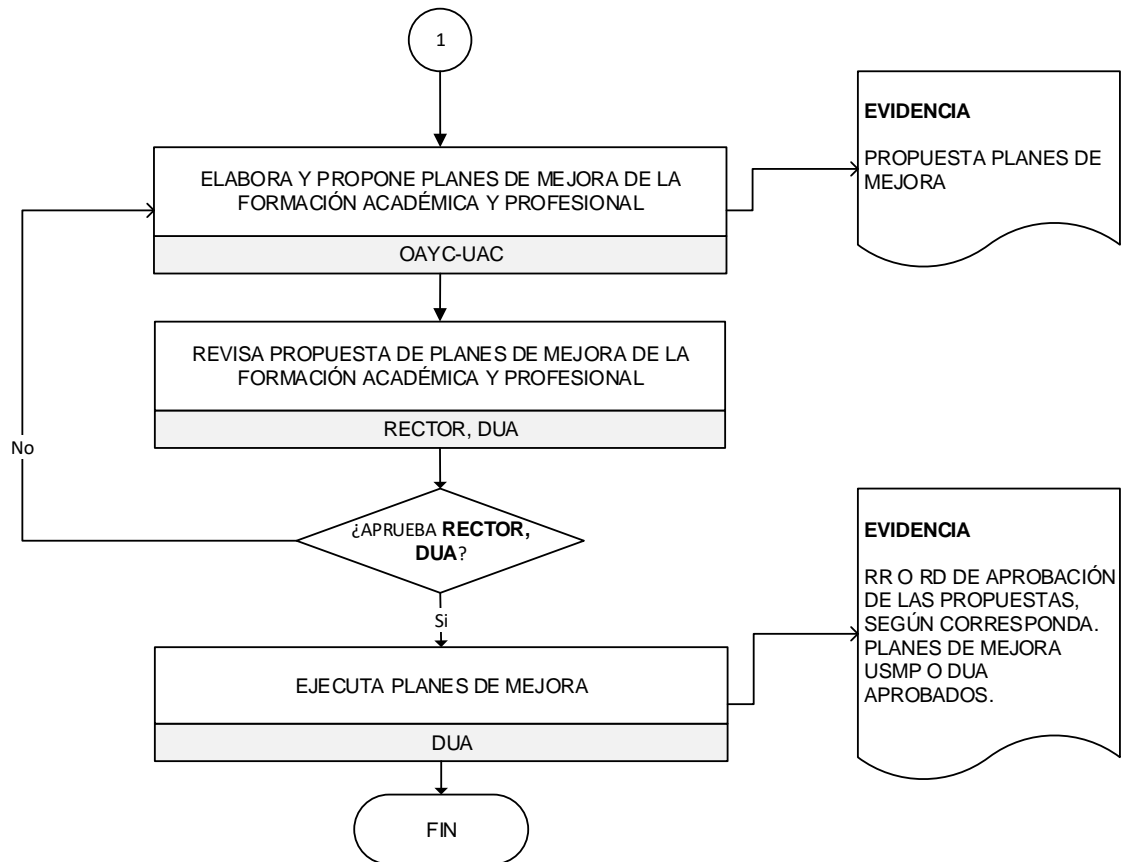 1
ELABORA Y PROPONE PLANES DE MEJORA DE LA
FORMACIÓN ACADÉMICA Y PROFESIONAL
OAYC-UAC
EVIDENCIA
PROPUESTA PLANES DE
MEJORA
REVISA PROPUESTA DE PLANES DE MEJORA DE LA
FORMACIÓN ACADÉMICA Y PROFESIONAL
RECTOR, DUA
No
¿APRUEBA RECTOR,
DUA?
Si
EVIDENCIA
RR O RD DE APROBACIÓN
DE LAS PROPUESTAS,
SEGÚN CORRESPONDA.
PLANES DE MEJORA
USMP O DUA
APROBADOS.
EJECUTA PLANES DE MEJORA
DUA
FIN